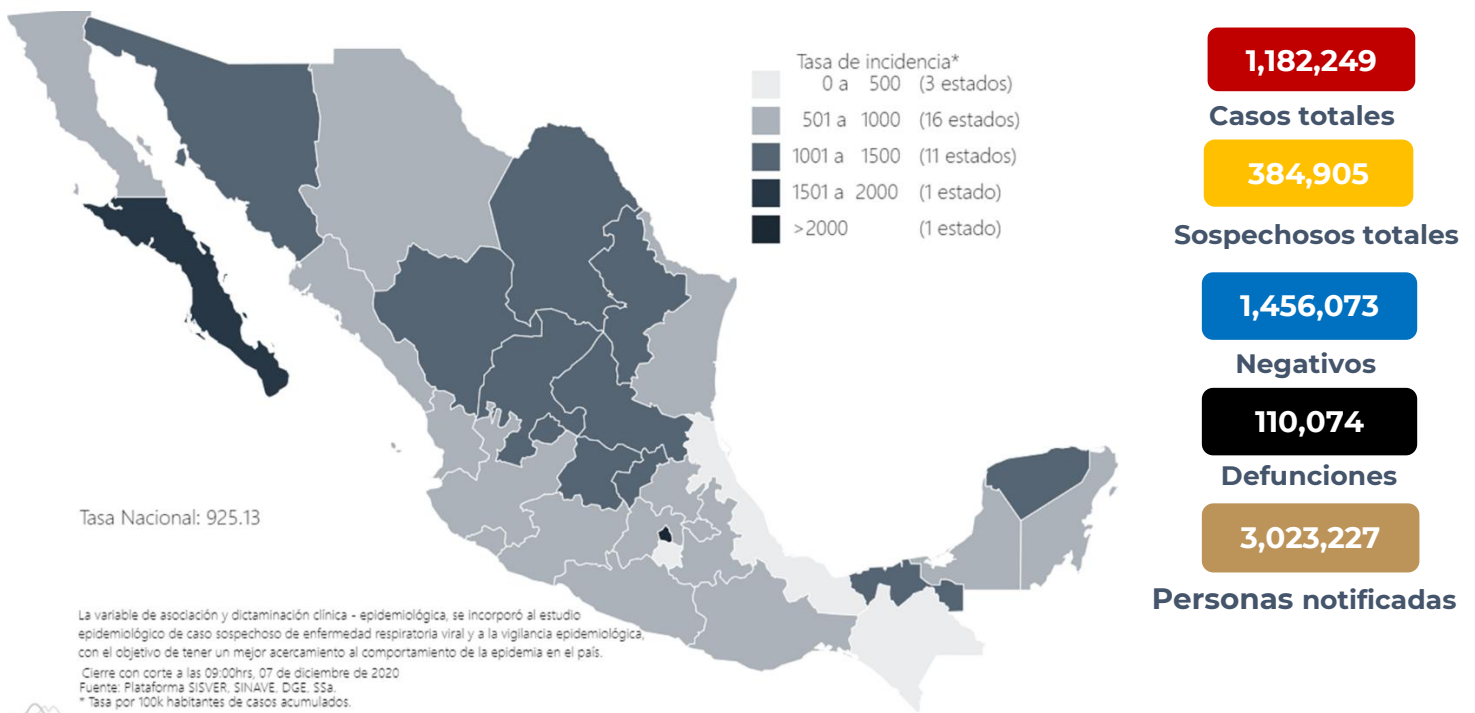 Tasa de incidencia*
0 a 500 (3 estados)
501 a 1000 (16 estados)
1001 a 1500 (11 estados)
1501 a 2000 (1 estado)
>2000 (1 estado)
Tasa Nacional: 925.13
La variable de asociación y dictaminación clínica - epidemiológica, se incorporó al estudio
epidemiológico de caso sospechoso de enfermedad respiratoria viral y a la vigilancia epidemiológica,
con el objetivo de tener un mejor acercamiento al comportamiento de la epidemia en el país.
Cierre con corte a las 09:00hrs, 07 de diciembre de 2020
Fuente: Plataforma SISVER, SINAVE, DGE, SSa.
* Tasa por 100k habitantes de casos acumulados.
1,182,249
Casos totales
384,905
Sospechosos totales
1,456,073
Negativos
110,074
Defunciones
3,023,227
Personas notificadas